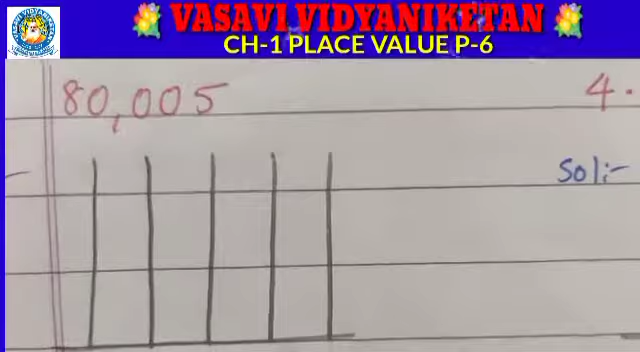 VASAVI VIDYANIKETAN
CH-1 PLACE VALUE P-6
80,005
4.
Sol:-